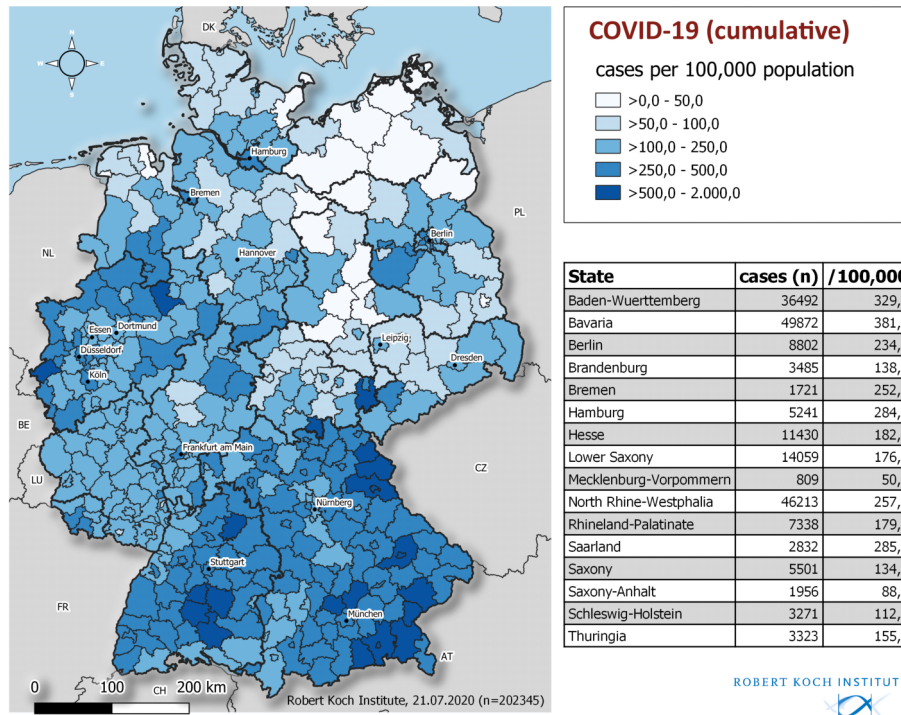 DK
N
W
E
S
Hamburg
Bremen
PL
Berlin
NL
Hannover
Essen
Dortmund
Düsseldorf
Leipzig
Dresden
Köln
BE
Frankfurt am Main
LU
CZ
Nürnberg
Stuttgart
FR
München
AT
CH
0 100 200 km
Robert Koch Institute, 21.07.2020 (n=202345)
COVID-19 (cumulative)
cases per 100,000 population
>0,0 - 50,0
>50,0 - 100,0
>100,0 - 250,0
>250,0 - 500,0
>500,0 - 2.000,0
State cases (n) /100,000
Baden-Wuerttemberg 36492 329,
Bavaria 49872 381,
Berlin 8802 234,
Brandenburg 3485 138,
Bremen 1721 252,
Hamburg 5241 284,
Hesse 11430 182,
Lower Saxony 14059 176,
Mecklenburg-Vorpommern 809 50,
North Rhine-Westphalia 46213 257,
Rhineland-Palatinate 7338 179,
Saarland 2832 285,
Saxony 5501 134,
Saxony-Anhalt 1956 88,
Schleswig-Holstein 3271 112,
Thuringia 3323 155,
ROBERT KOCH INSTITUT